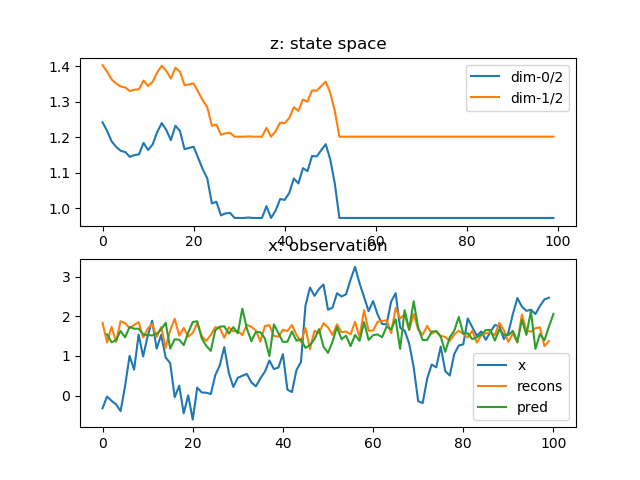 z: state space
1.4
1.3
1.2
1.1
1.0
dim-0/2
dim-1/2
0 20 40 60 80 100
x: observation
3
2
1
0
x
recons
pred
0 20 40 60 80 100